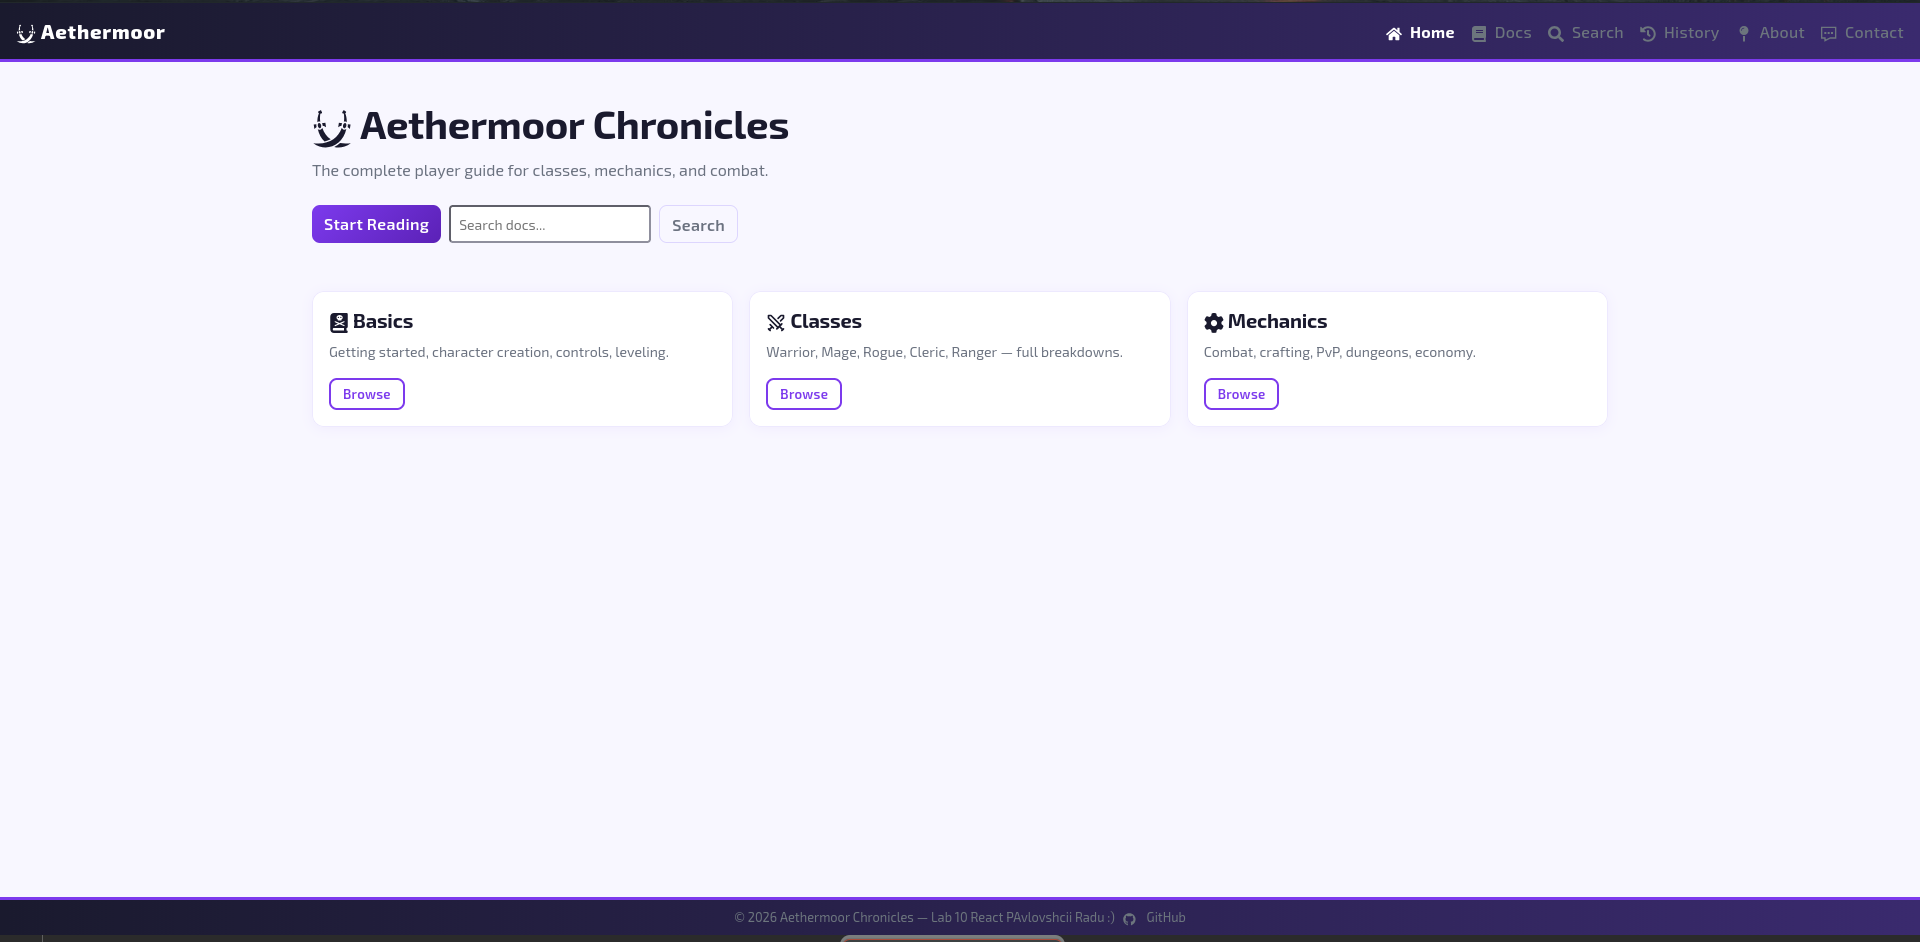 Aethermoor
Home Docs Search History About Contact
Aethermoor Chronicles
The complete player guide for classes, mechanics, and combat.
Start Reading Search docs... Search
Basics
Getting started, character creation, controls, leveling.
Browse
Classes
Warrior, Mage, Rogue, Cleric, Ranger — full breakdowns.
Browse
Mechanics
Combat, crafting, PvP, dungeons, economy.
Browse
© 2026 Aethermoor Chronicles — Lab 10 React PAvlovshcii Radu :) GitHub